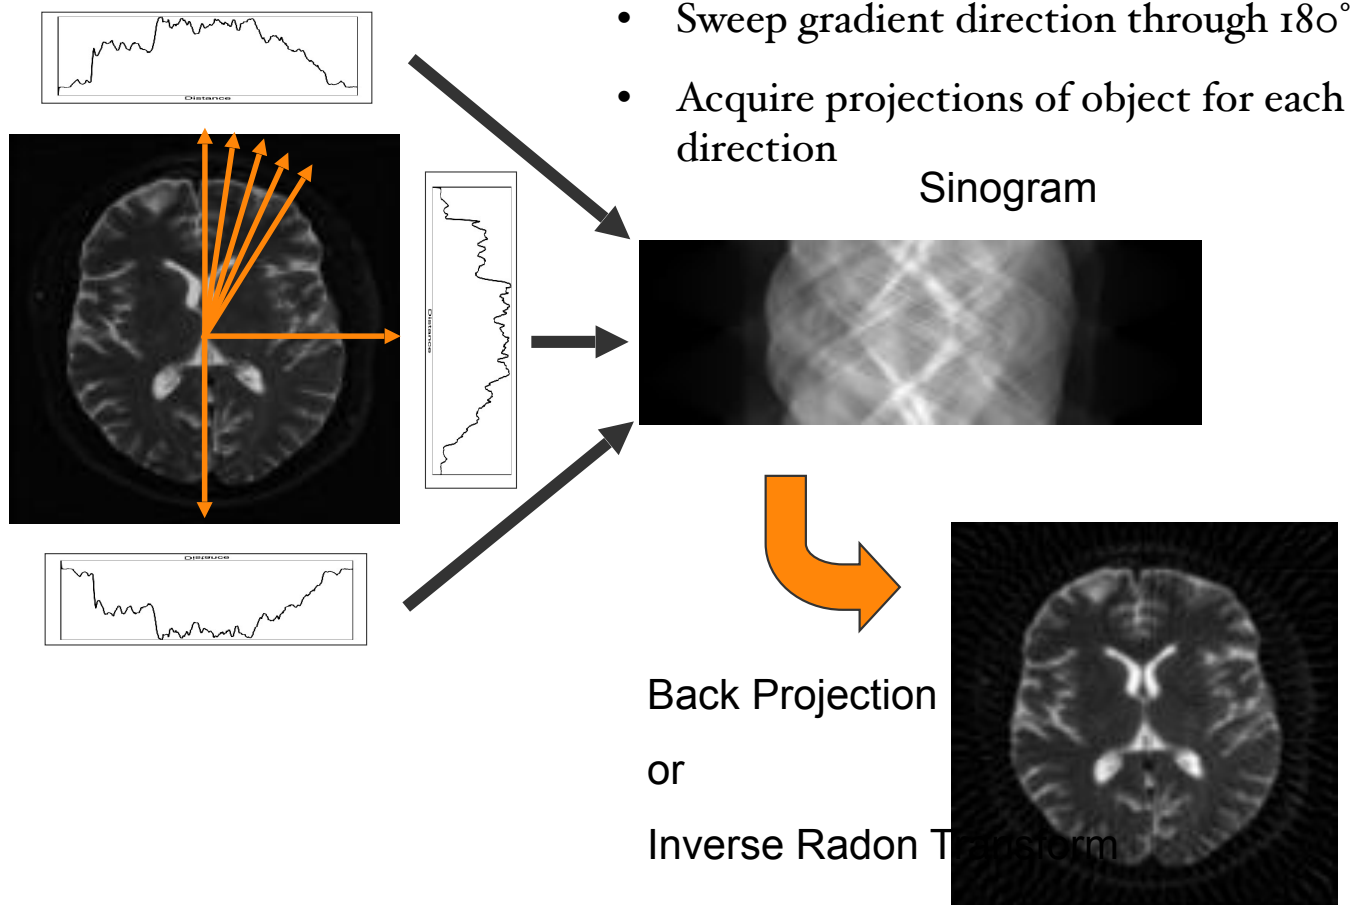 • Sweep gradient direction through 180°
• Acquire projections of object for each
direction
Sinogram
Distance
Distance
Distance
Back Projection
or
Inverse Radon Transform